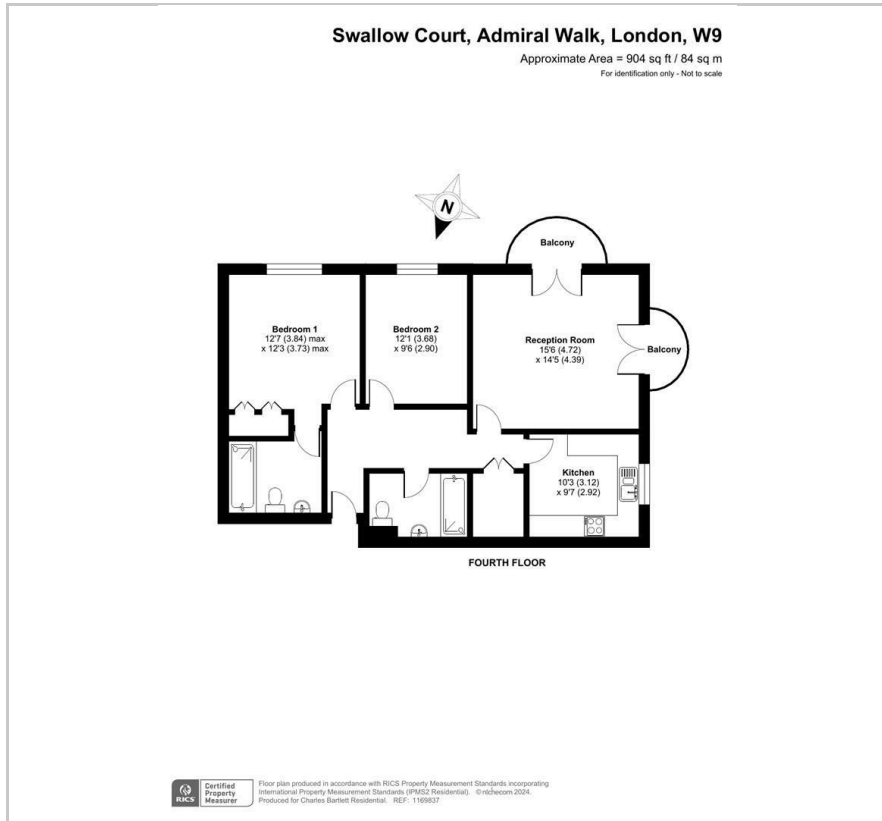 Swallow Court, Admiral Walk, London, W9
Approximate Area = 904 sq ft / 84 sq m
For identification only - Not to scale
N
Balcony
Bedroom 1
12'7 (3.84) max
x 12'3 (3.73) max
Bedroom 2
12'1 (3.68)
x 9'6 (2.90)
Reception Room
15'6 (4.72)
x 14'5 (4.39)
Balcony
Kitchen
10'3 (3.12)
x 9'7 (2.92)
FOURTH FLOOR
RICS
Certified
Property
Measurer
Floor plan produced in accordance with RICS Property Measurement Standards incorporating
International Property Measurement Standards (IPMS2 Residential). © nichecom 2024.
Produced for Charles Bartlett Residential. REF: 1169837